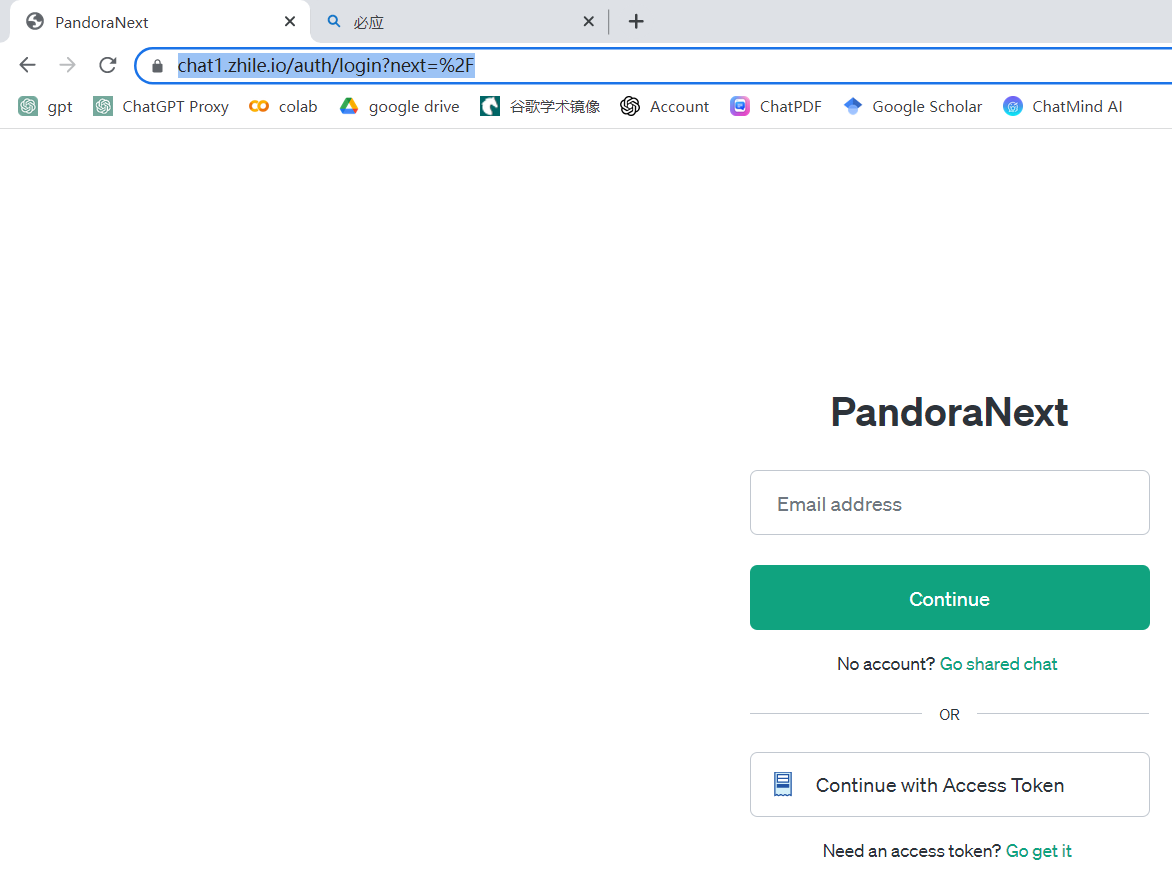 PandoraNext
必应
chat1.zhile.io/auth/login?next=%2F
gpt ChatGPT Proxy colab google drive 谷歌学术镜像 Account ChatPDF Google Scholar ChatMind AI
PandoraNext
Email address
Continue
No account? Go shared chat
OR
Continue with Access Token
Need an access token? Go get it